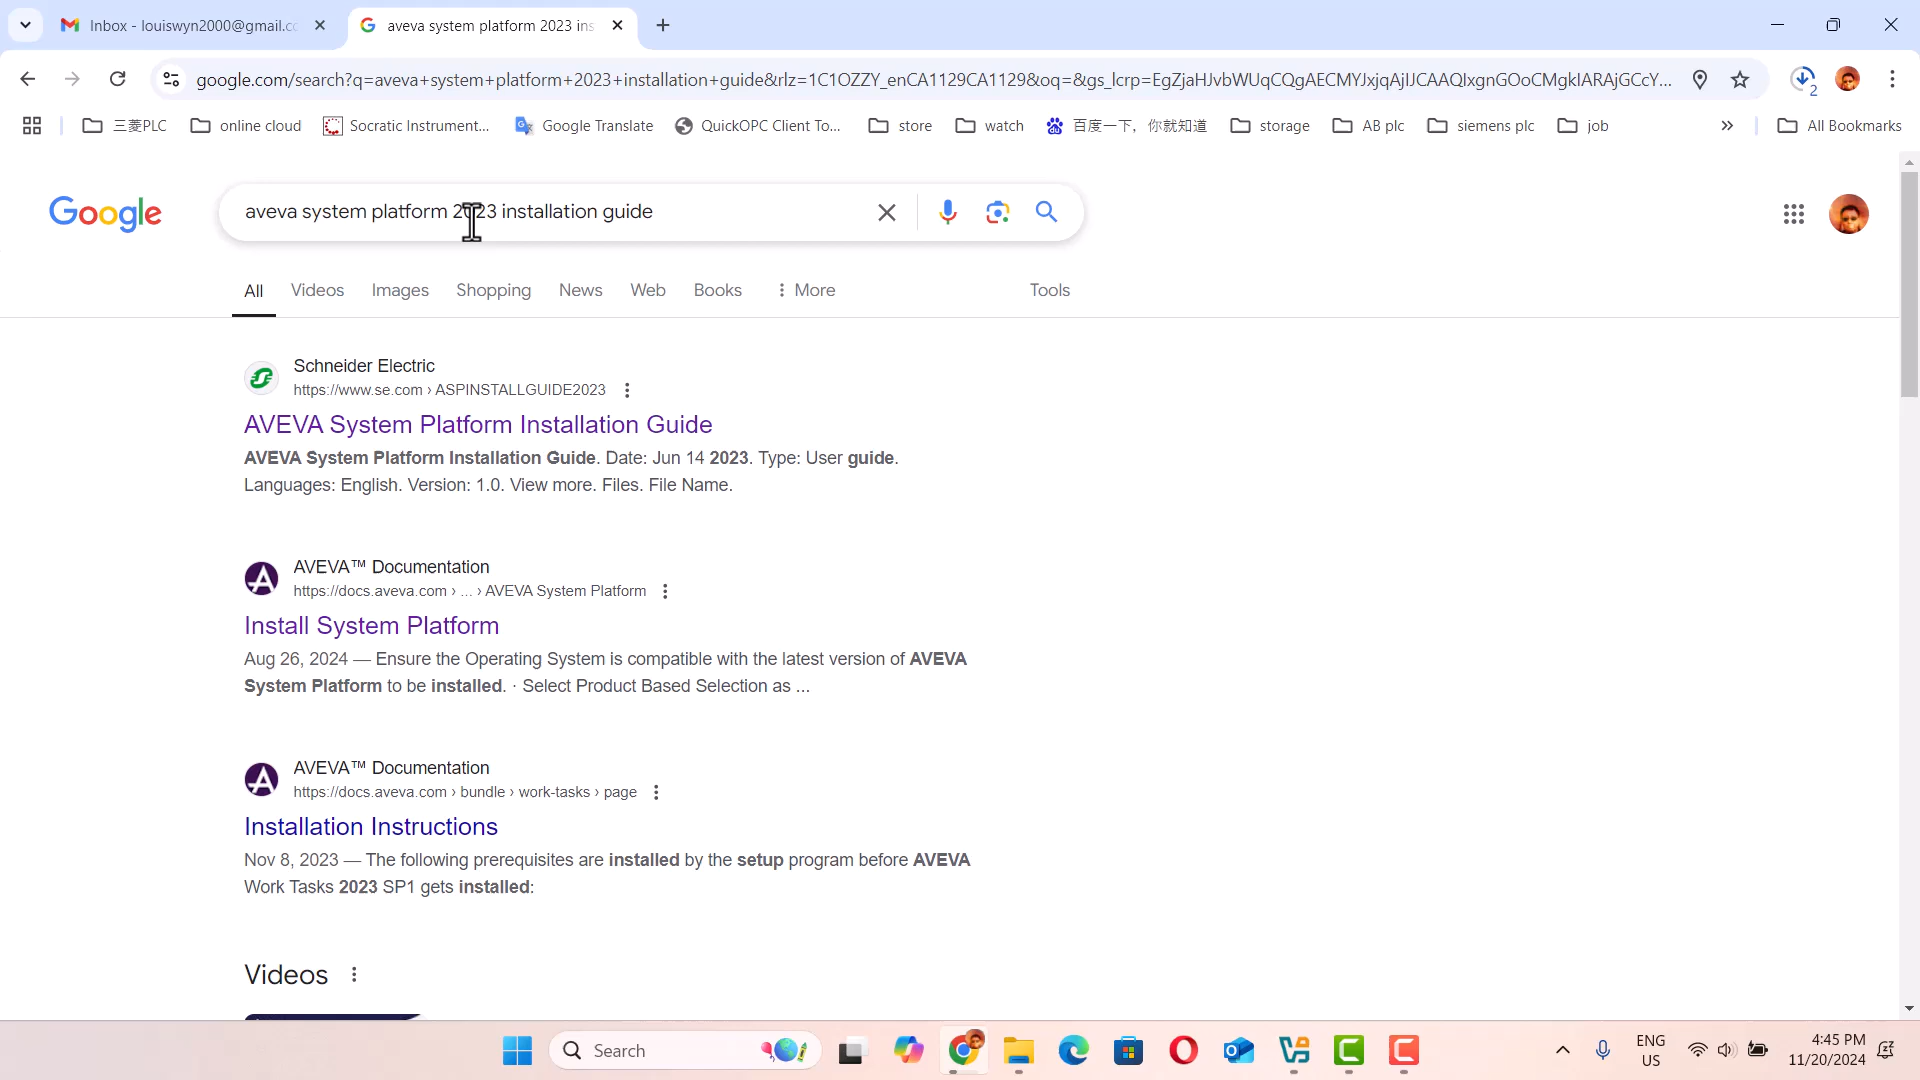 Inbox - louiswyn2000@gmail.cc
aveva system platform 2023 ins
google.com/search?q=aveva+system+platform+2023+installation+guide&rlz=1C1OZZY_enCA1129CA1129&oq=&gs_lcrp=EgZjaHJvbWUqCQgAECMYJxjqAjIJCAAQIxgnGOoCMgkIARAjGCcY...
2
三菱PLC
online cloud
Socratic Instrument...
Google Translate
QuickOPC Client To...
store
watch
百度一下，你就知道
storage
AB plc
siemens plc
job
All Bookmarks
Google
aveva system platform 2023 installation guide
All
Videos
Images
Shopping
News
Web
Books
More
Tools
Schneider Electric
https://www.se.com › ASPINSTALLGUIDE2023
AVEVA System Platform Installation Guide
AVEVA System Platform Installation Guide. Date: Jun 14 2023. Type: User guide.
Languages: English. Version: 1.0. View more. Files. File Name.
AVEVA™ Documentation
https://docs.aveva.com › ... › AVEVA System Platform
Install System Platform
Aug 26, 2024 — Ensure the Operating System is compatible with the latest version of AVEVA
System Platform to be installed. · Select Product Based Selection as ...
AVEVA™ Documentation
https://docs.aveva.com › bundle › work-tasks › page
Installation Instructions
Nov 8, 2023 — The following prerequisites are installed by the setup program before AVEVA
Work Tasks 2023 SP1 gets installed:
Videos
Search
ENG
US
4:45 PM
11/20/2024